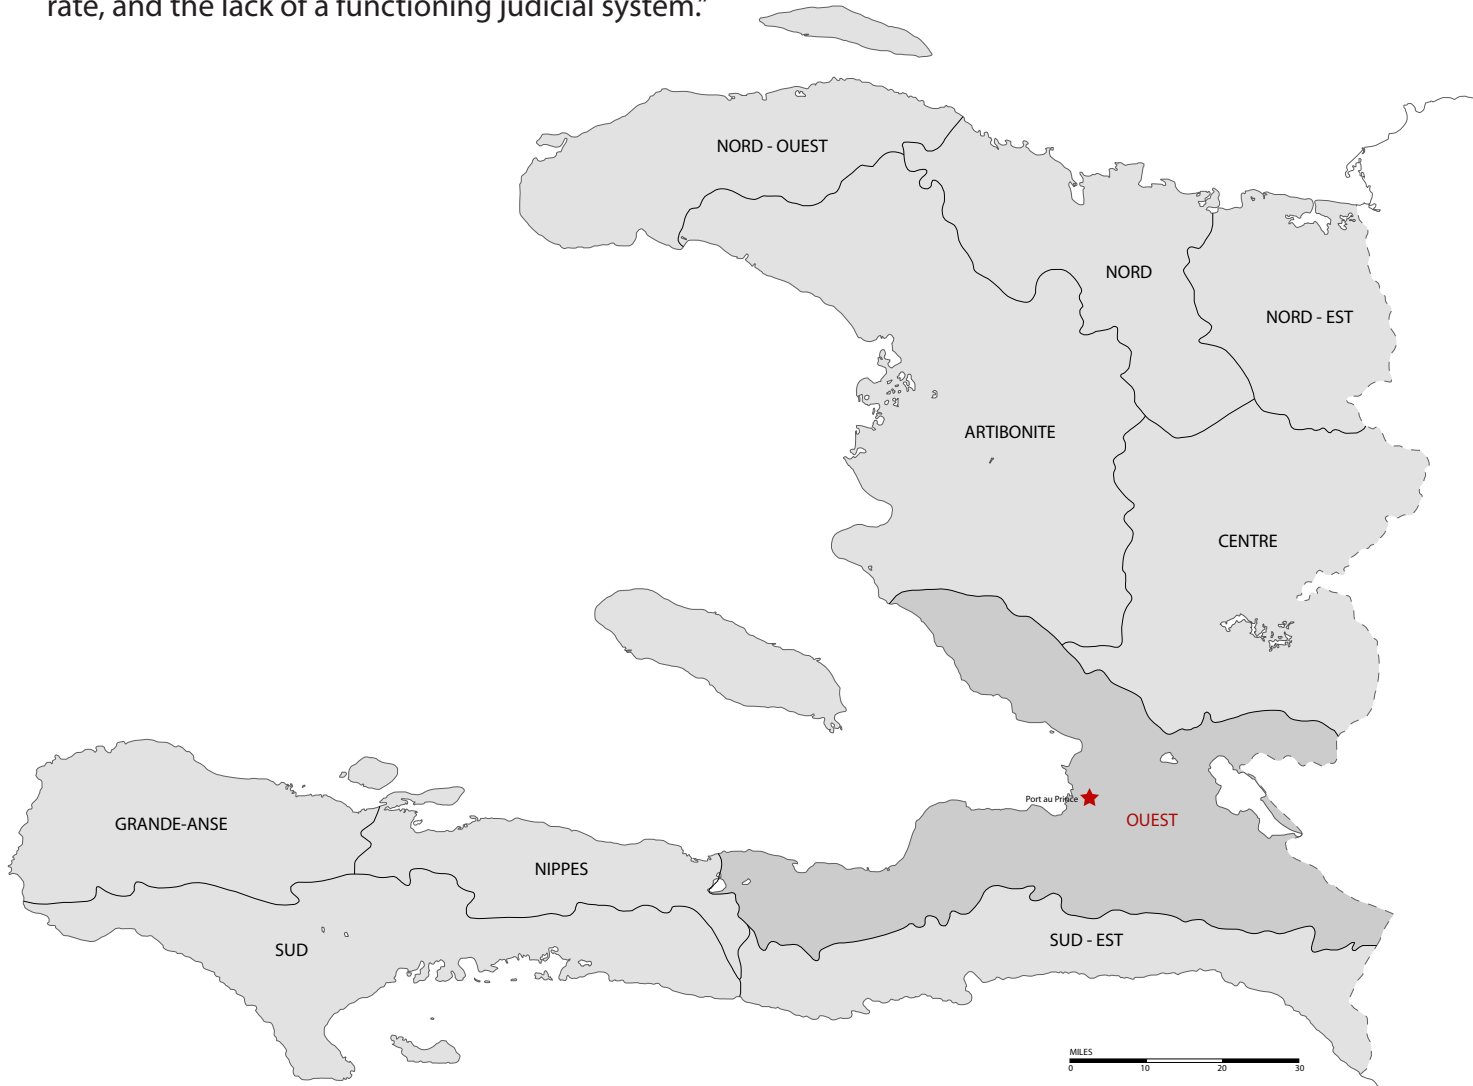 rate, and the lack of a functioning judicial system.”
NORD - OUEST
NORD
NORD - EST
ARTIBONITE
CENTRE
Port au Prince
OUEST
GRANDE-ANSE
NIPPES
SUD
SUD - EST
MILES
0 10 20 30